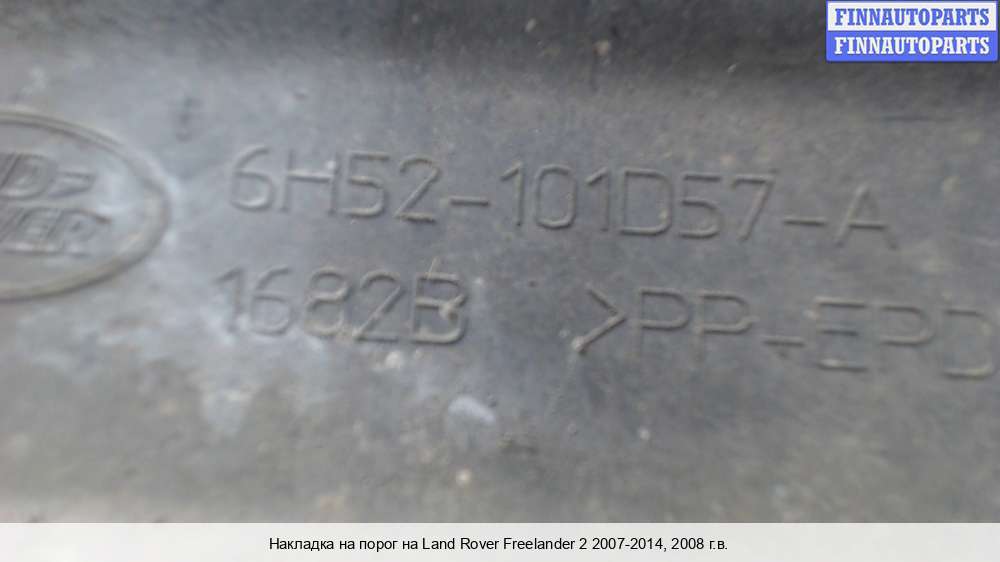 FINNAUTOPARTS
FINNAUTOPARTS
6H52-101D57-A
1682B >PP-EPD
Накладка на порог на Land Rover Freelander 2 2007-2014, 2008 г.в.